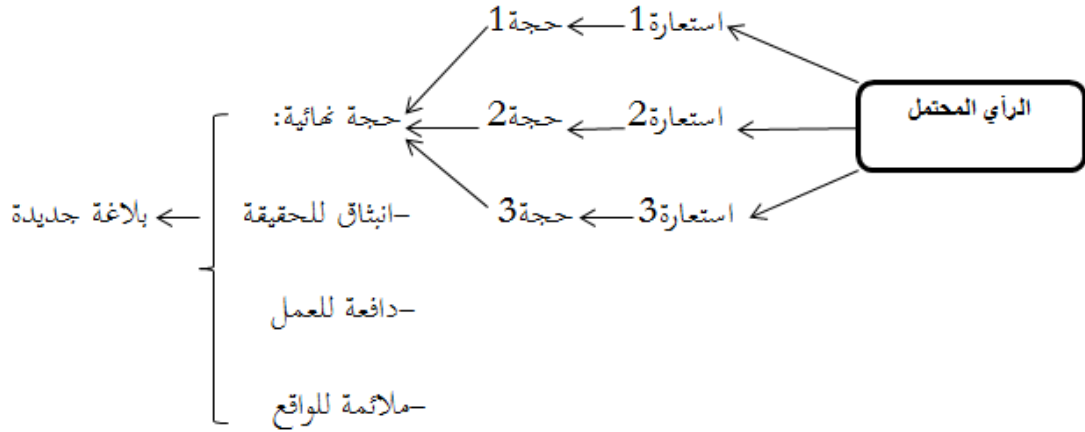 استعارة1 حجة1
الرأي المحتمل استعارة2 حجة2 حجة نهائية:
استعارة3 حجة3 -انبثاق للحقيقة بلاغة جديدة
-دافعة للعمل
-ملائمة للواقع